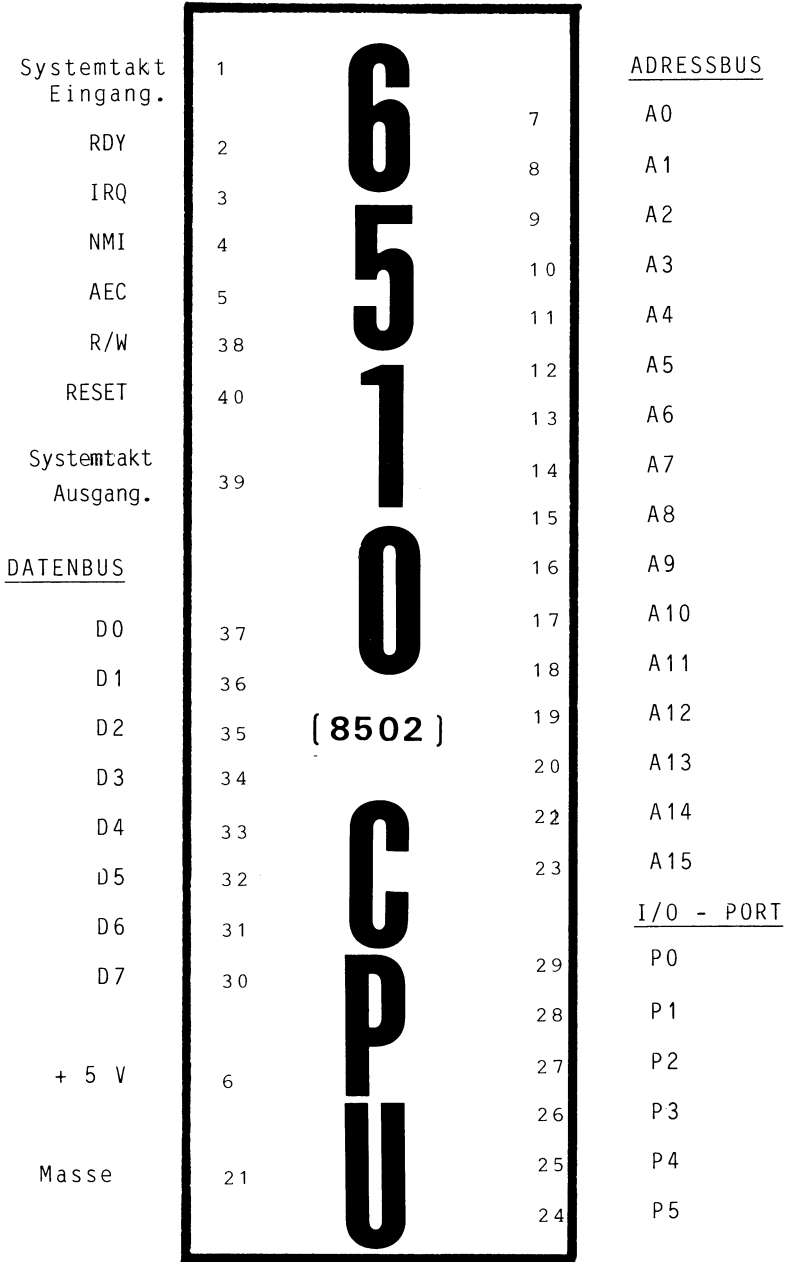 Systemtakt 1
Eingang.
RDY 2
IRQ 3
NMI 4
AEC 5
R/W 38
RESET 40
Systemtakt
Ausgang. 39
DATENBUS
D0 37
D1 36
D2 35
D3 34
D4 33
D5 32
D6 31
D7 30
+ 5 V 6
Masse 21
6510
(8502)
CPU
ADRESSBUS
7 A0
8 A1
9 A2
10 A3
11 A4
12 A5
13 A6
14 A7
15 A8
16 A9
17 A10
18 A11
19 A12
20 A13
22 A14
23 A15
I/O - PORT
29 P0
28 P1
27 P2
26 P3
25 P4
24 P5